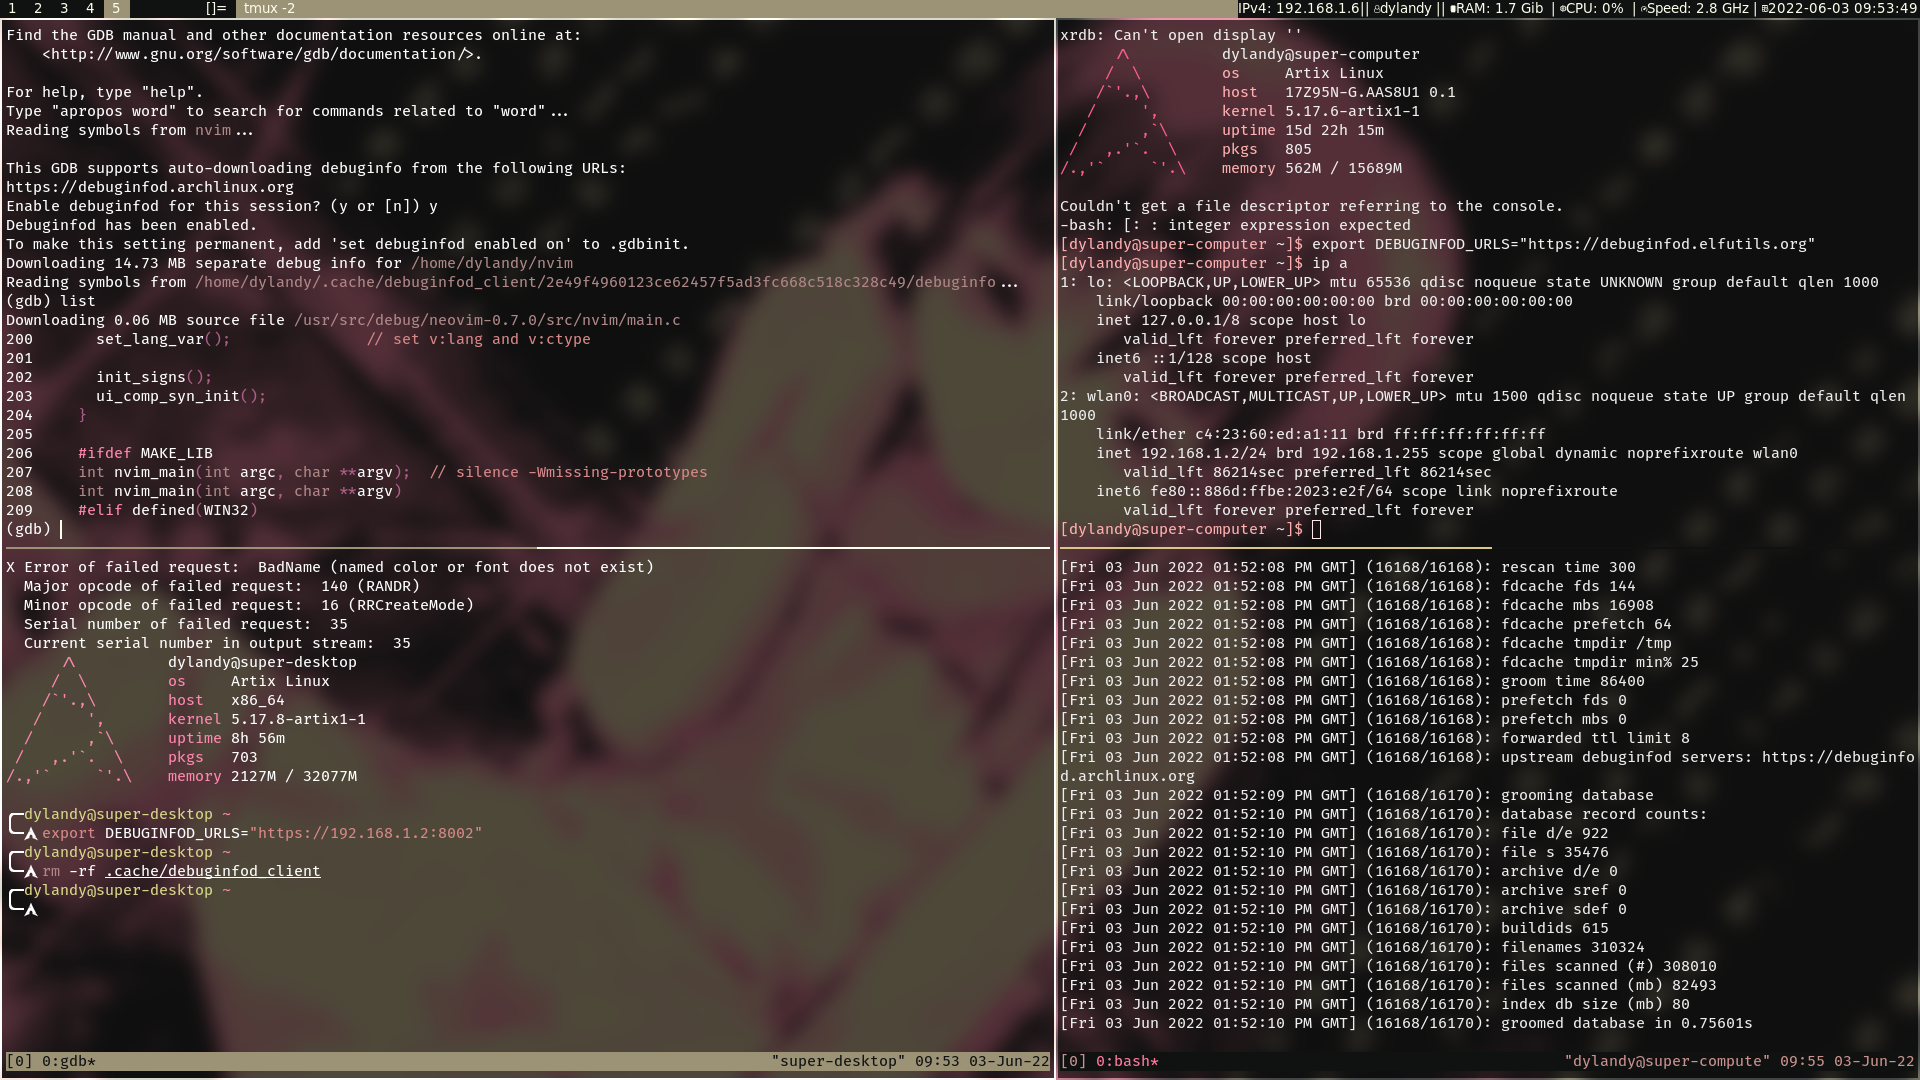 1 2 3 4 5 []= tmux -2
IPv4: 192.168.1.6|| dylandy || RAM: 1.7 Gib | CPU: 0% | Speed: 2.8 GHz | 2022-06-03 09:53:49
Find the GDB manual and other documentation resources online at:
<http://www.gnu.org/software/gdb/documentation/>.
For help, type "help".
Type "apropos word" to search for commands related to "word"...
Reading symbols from nvim...
This GDB supports auto-downloading debuginfo from the following URLs:
https://debuginfod.archlinux.org
Enable debuginfod for this session? (y or [n]) y
Debuginfod has been enabled.
To make this setting permanent, add 'set debuginfod enabled on' to .gdbinit.
Downloading 14.73 MB separate debug info for /home/dylandy/nvim
Reading symbols from /home/dylandy/.cache/debuginfod_client/2e49f4960123ce62457f5ad3fc668c518c328c49/debuginfo...
(gdb) list
Downloading 0.06 MB source file /usr/src/debug/neovim-0.7.0/src/nvim/main.c
200 set_lang_var(); // set v:lang and v:ctype
201
202 init_signs();
203 ui_comp_syn_init();
204 }
205
206 #ifdef MAKE_LIB
207 int nvim_main(int argc, char **argv); // silence -Wmissing-prototypes
208 int nvim_main(int argc, char **argv)
209 #elif defined(WIN32)
(gdb)
X Error of failed request: BadName (named color or font does not exist)
Major opcode of failed request: 140 (RANDR)
Minor opcode of failed request: 16 (RRCreateMode)
Serial number of failed request: 35
Current serial number in output stream: 35
dylandy@super-desktop
os Artix Linux
host x86_64
kernel 5.17.8-artix1-1
uptime 8h 56m
pkgs 703
memory 2127M / 32077M
dylandy@super-desktop ~
export DEBUGINFOD_URLS="https://192.168.1.2:8002"
dylandy@super-desktop ~
rm -rf .cache/debuginfod_client
dylandy@super-desktop ~
[0] 0:gdb* "super-desktop" 09:53 03-Jun-22
xrdb: Can't open display ''
dylandy@super-computer
os Artix Linux
host 17Z95N-G.AAS8U1 0.1
kernel 5.17.6-artix1-1
uptime 15d 22h 15m
pkgs 805
memory 562M / 15689M
Couldn't get a file descriptor referring to the console.
-bash: [: : integer expression expected
[dylandy@super-computer ~]$ export DEBUGINFOD_URLS="https://debuginfod.elfutils.org"
[dylandy@super-computer ~]$ ip a
1: lo: <LOOPBACK,UP,LOWER_UP> mtu 65536 qdisc noqueue state UNKNOWN group default qlen 1000
link/loopback 00:00:00:00:00:00 brd 00:00:00:00:00:00
inet 127.0.0.1/8 scope host lo
valid_lft forever preferred_lft forever
inet6 ::1/128 scope host
valid_lft forever preferred_lft forever
2: wlan0: <BROADCAST,MULTICAST,UP,LOWER_UP> mtu 1500 qdisc noqueue state UP group default qlen
1000
link/ether c4:23:60:ed:a1:11 brd ff:ff:ff:ff:ff:ff
inet 192.168.1.2/24 brd 192.168.1.255 scope global dynamic noprefixroute wlan0
valid_lft 86214sec preferred_lft 86214sec
inet6 fe80::886d:ffbe:2023:e2f/64 scope link noprefixroute
valid_lft forever preferred_lft forever
[dylandy@super-computer ~]$
[Fri 03 Jun 2022 01:52:08 PM GMT] (16168/16168): rescan time 300
[Fri 03 Jun 2022 01:52:08 PM GMT] (16168/16168): fdcache fds 144
[Fri 03 Jun 2022 01:52:08 PM GMT] (16168/16168): fdcache mbs 16908
[Fri 03 Jun 2022 01:52:08 PM GMT] (16168/16168): fdcache prefetch 64
[Fri 03 Jun 2022 01:52:08 PM GMT] (16168/16168): fdcache tmpdir /tmp
[Fri 03 Jun 2022 01:52:08 PM GMT] (16168/16168): fdcache tmpdir min% 25
[Fri 03 Jun 2022 01:52:08 PM GMT] (16168/16168): groom time 86400
[Fri 03 Jun 2022 01:52:08 PM GMT] (16168/16168): prefetch fds 0
[Fri 03 Jun 2022 01:52:08 PM GMT] (16168/16168): prefetch mbs 0
[Fri 03 Jun 2022 01:52:08 PM GMT] (16168/16168): forwarded ttl limit 8
[Fri 03 Jun 2022 01:52:08 PM GMT] (16168/16168): upstream debuginfod servers: https://debuginfo
d.archlinux.org
[Fri 03 Jun 2022 01:52:09 PM GMT] (16168/16170): grooming database
[Fri 03 Jun 2022 01:52:10 PM GMT] (16168/16170): database record counts:
[Fri 03 Jun 2022 01:52:10 PM GMT] (16168/16170): file d/e 922
[Fri 03 Jun 2022 01:52:10 PM GMT] (16168/16170): file s 35476
[Fri 03 Jun 2022 01:52:10 PM GMT] (16168/16170): archive d/e 0
[Fri 03 Jun 2022 01:52:10 PM GMT] (16168/16170): archive sref 0
[Fri 03 Jun 2022 01:52:10 PM GMT] (16168/16170): archive sdef 0
[Fri 03 Jun 2022 01:52:10 PM GMT] (16168/16170): buildids 615
[Fri 03 Jun 2022 01:52:10 PM GMT] (16168/16170): filenames 310324
[Fri 03 Jun 2022 01:52:10 PM GMT] (16168/16170): files scanned (#) 308010
[Fri 03 Jun 2022 01:52:10 PM GMT] (16168/16170): files scanned (mb) 82493
[Fri 03 Jun 2022 01:52:10 PM GMT] (16168/16170): index db size (mb) 80
[Fri 03 Jun 2022 01:52:10 PM GMT] (16168/16170): groomed database in 0.75601s
[0] 0:bash* "dylandy@super-compute" 09:55 03-Jun-22